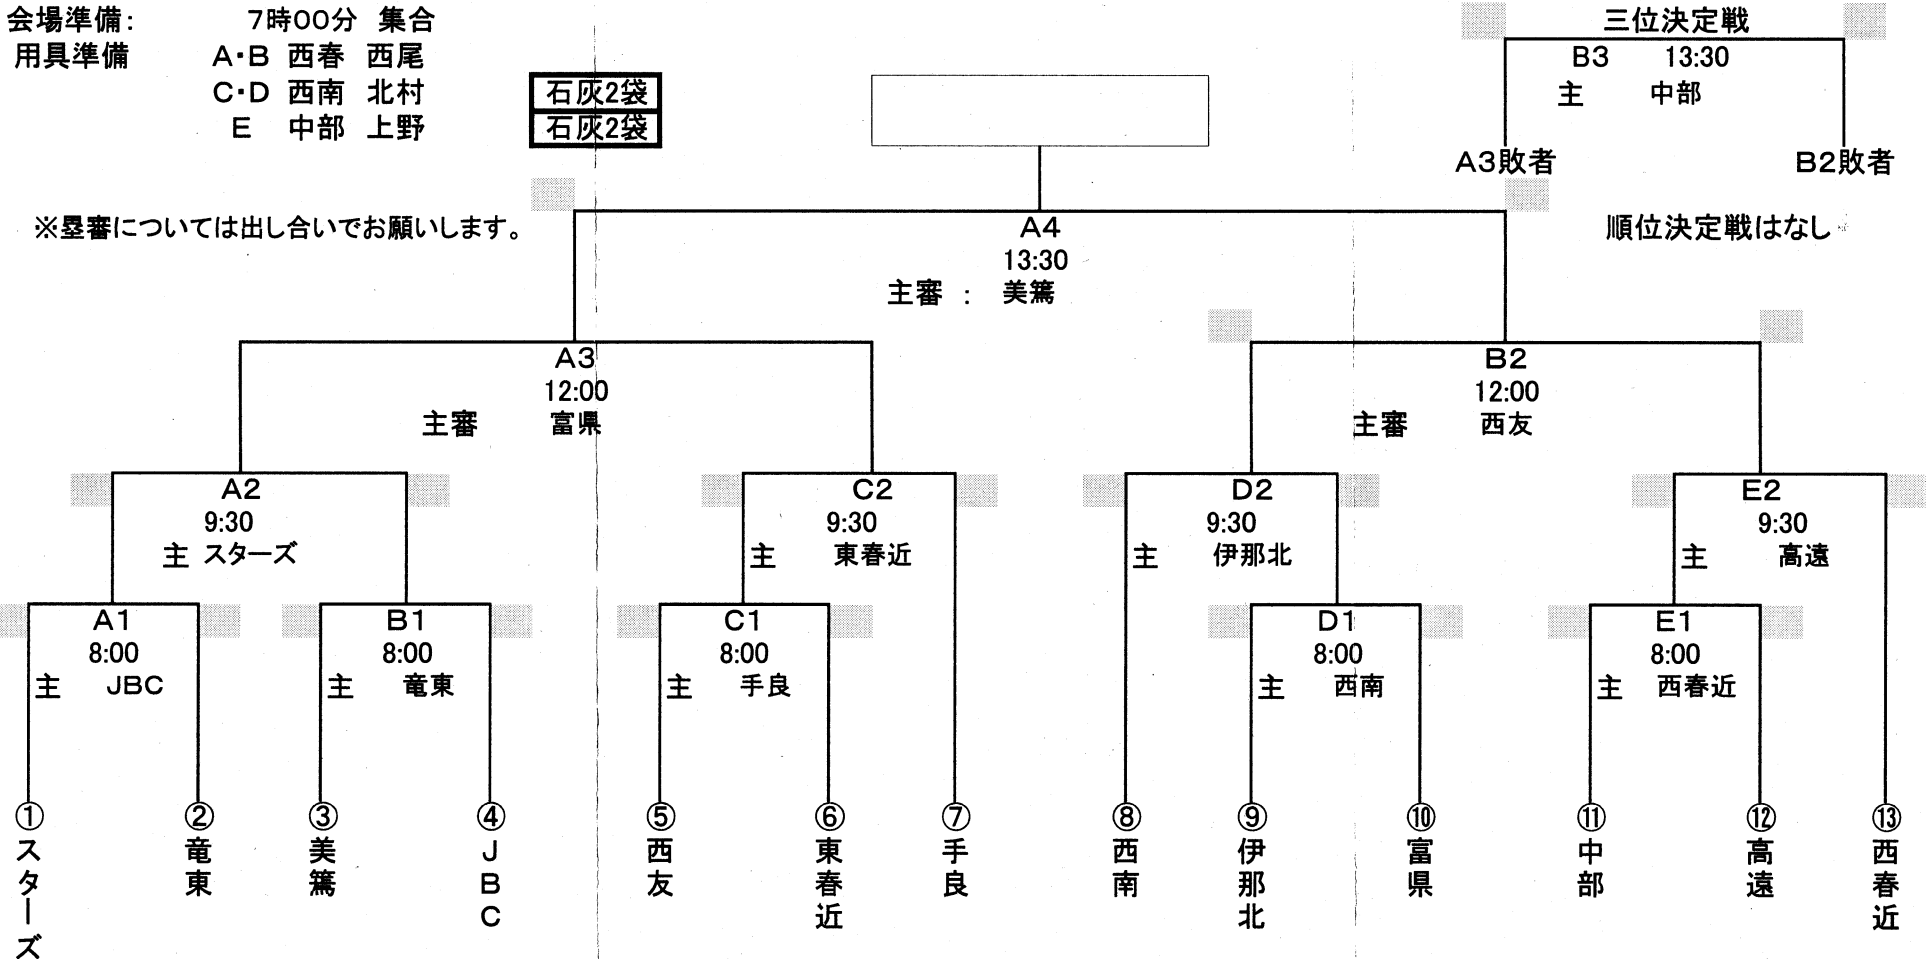 会場準備: 7時00分 集合
用具準備 A・B 西春 西尾
C・D 西南 北村
E 中部 上野
石灰2袋
石灰2袋
三位決定戦
B3 13:30
主 中部
A3敗者 B2敗者
※塁審については出し合いでお願いします。
順位決定戦はなし
A4
13:30
主審 : 美篶
A3
12:00
主審 富県
B2
12:00
主審 西友
A2
9:30
主 スターズ
C2
9:30
主 東春近
D2
9:30
主 伊那北
E2
9:30
主 高遠
A1
8:00
主 JBC
B1
8:00
主 竜東
C1
8:00
主 手良
D1
8:00
主 西南
E1
8:00
主 西春近
①スターズ
②竜東
③美篶
④JBC
⑤西友
⑥東春近
⑦手良
⑧西南
⑨伊那北
⑩富県
⑪中部
⑫高遠
⑬西春近